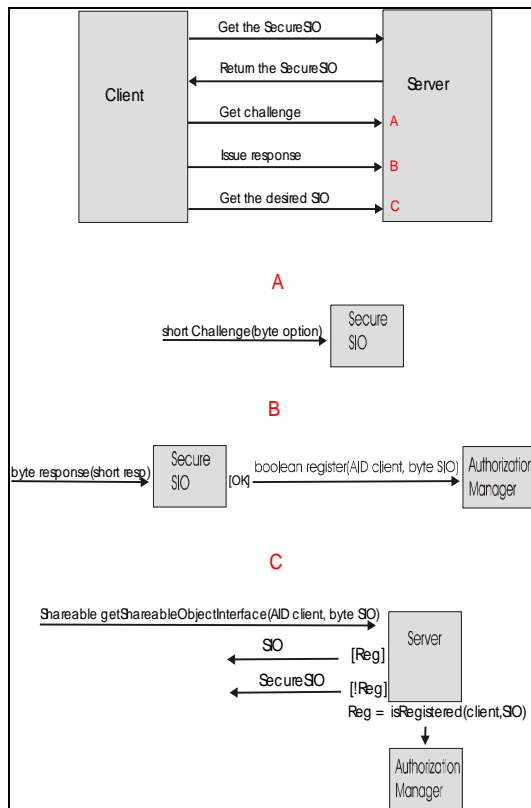 Get the SecureSIO
Return the SecureSIO
Client
Server
Get challenge
A
Issue response
B
Get the desired SIO
C
A
short Challenge(byte option)
Secure
SIO
B
byte response(short resp)
Secure
SIO
[OK]
boolean register(AID client, byte SIO)
Authorization
Manager
C
Shareable getShareableObjectInterface(AID client, byte SIO)
Server
SIO
[Reg]
SecureSIO
[!Reg]
Reg = isRegistered(client,SIO)
Authorization
Manager